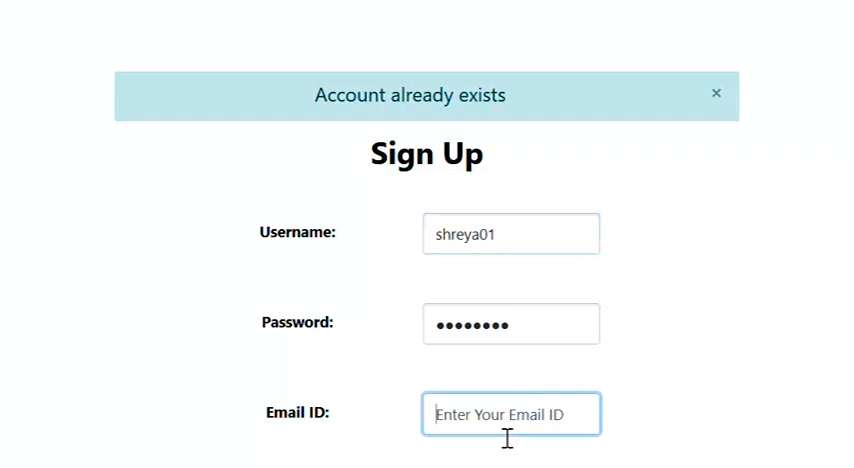 Account already exists ×
Sign Up
Username: shreya01
Password: ••••••••
Email ID: Enter Your Email ID